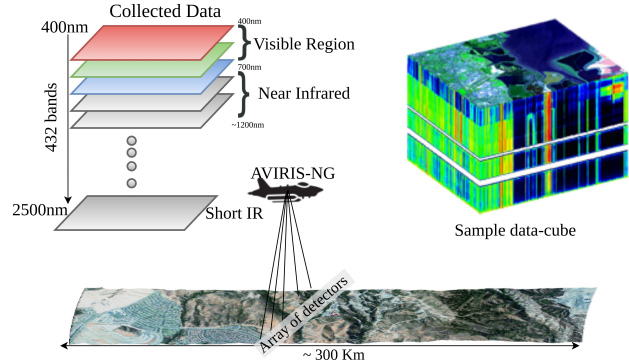 Collected Data
400nm
400nm
Visible Region
700nm
Near Infrared
~1200nm
432 bands
2500nm
Short IR
AVIRIS-NG
Sample data-cube
Array of detectors
~ 300 Km